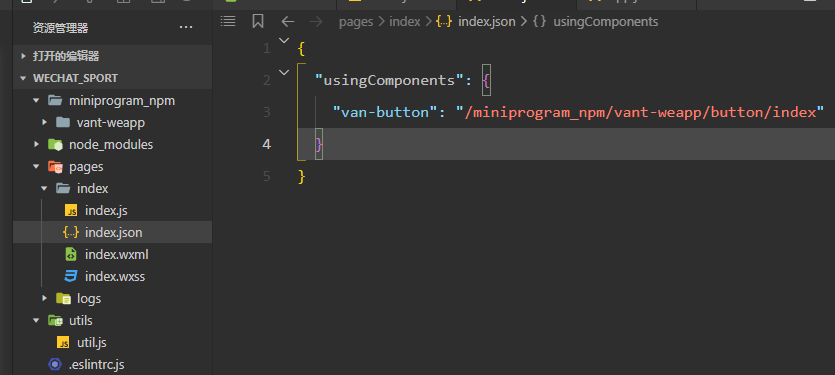 资源管理器 ...
打开的编辑器
WECHAT_SPORT
miniprogram_npm
vant-weapp
node_modules
pages
index
index.js
index.json
index.wxml
index.wxss
logs
utils
util.js
.eslintrc.js
pages > index > {..} index.json > {} usingComponents
1 {
2 "usingComponents": {
3 "van-button": "/miniprogram_npm/vant-weapp/button/index"
4 }
5 }